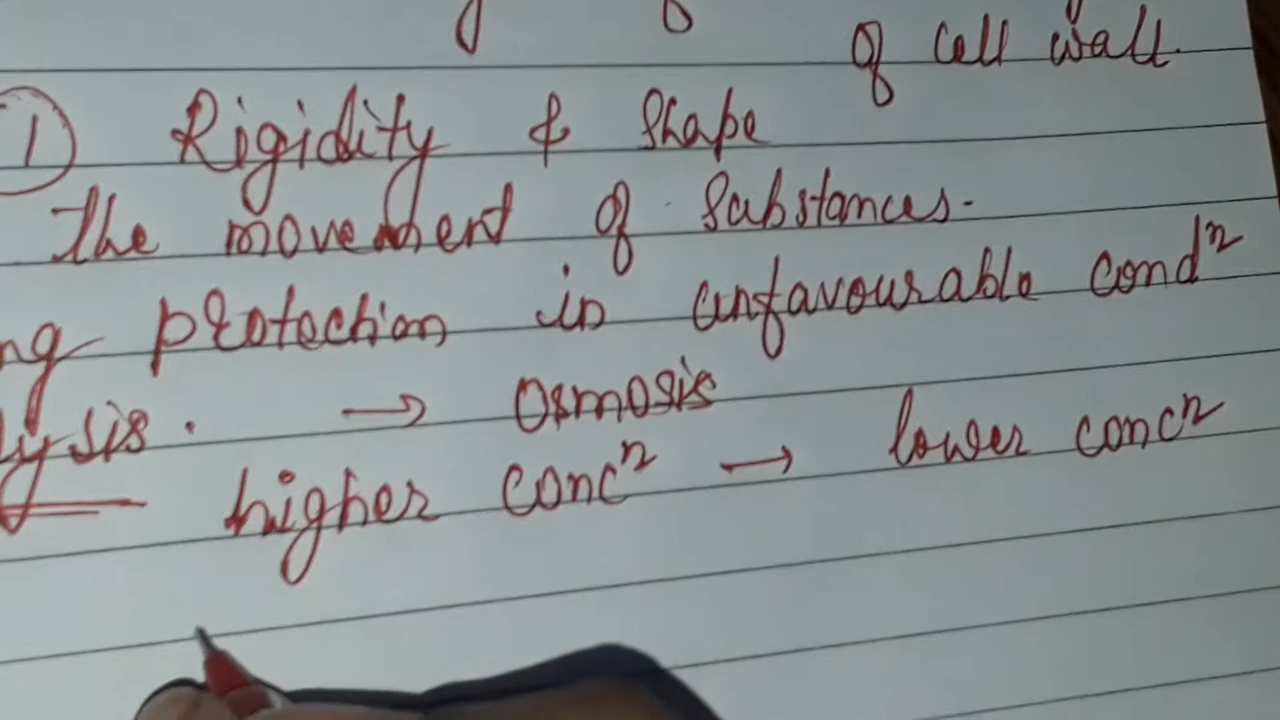 of cell wall.
① Rigidity & Shape
The movement of Substances.
protection in unfavourable condⁿ
ysis. → Osmosis
higher concⁿ → lower concⁿ